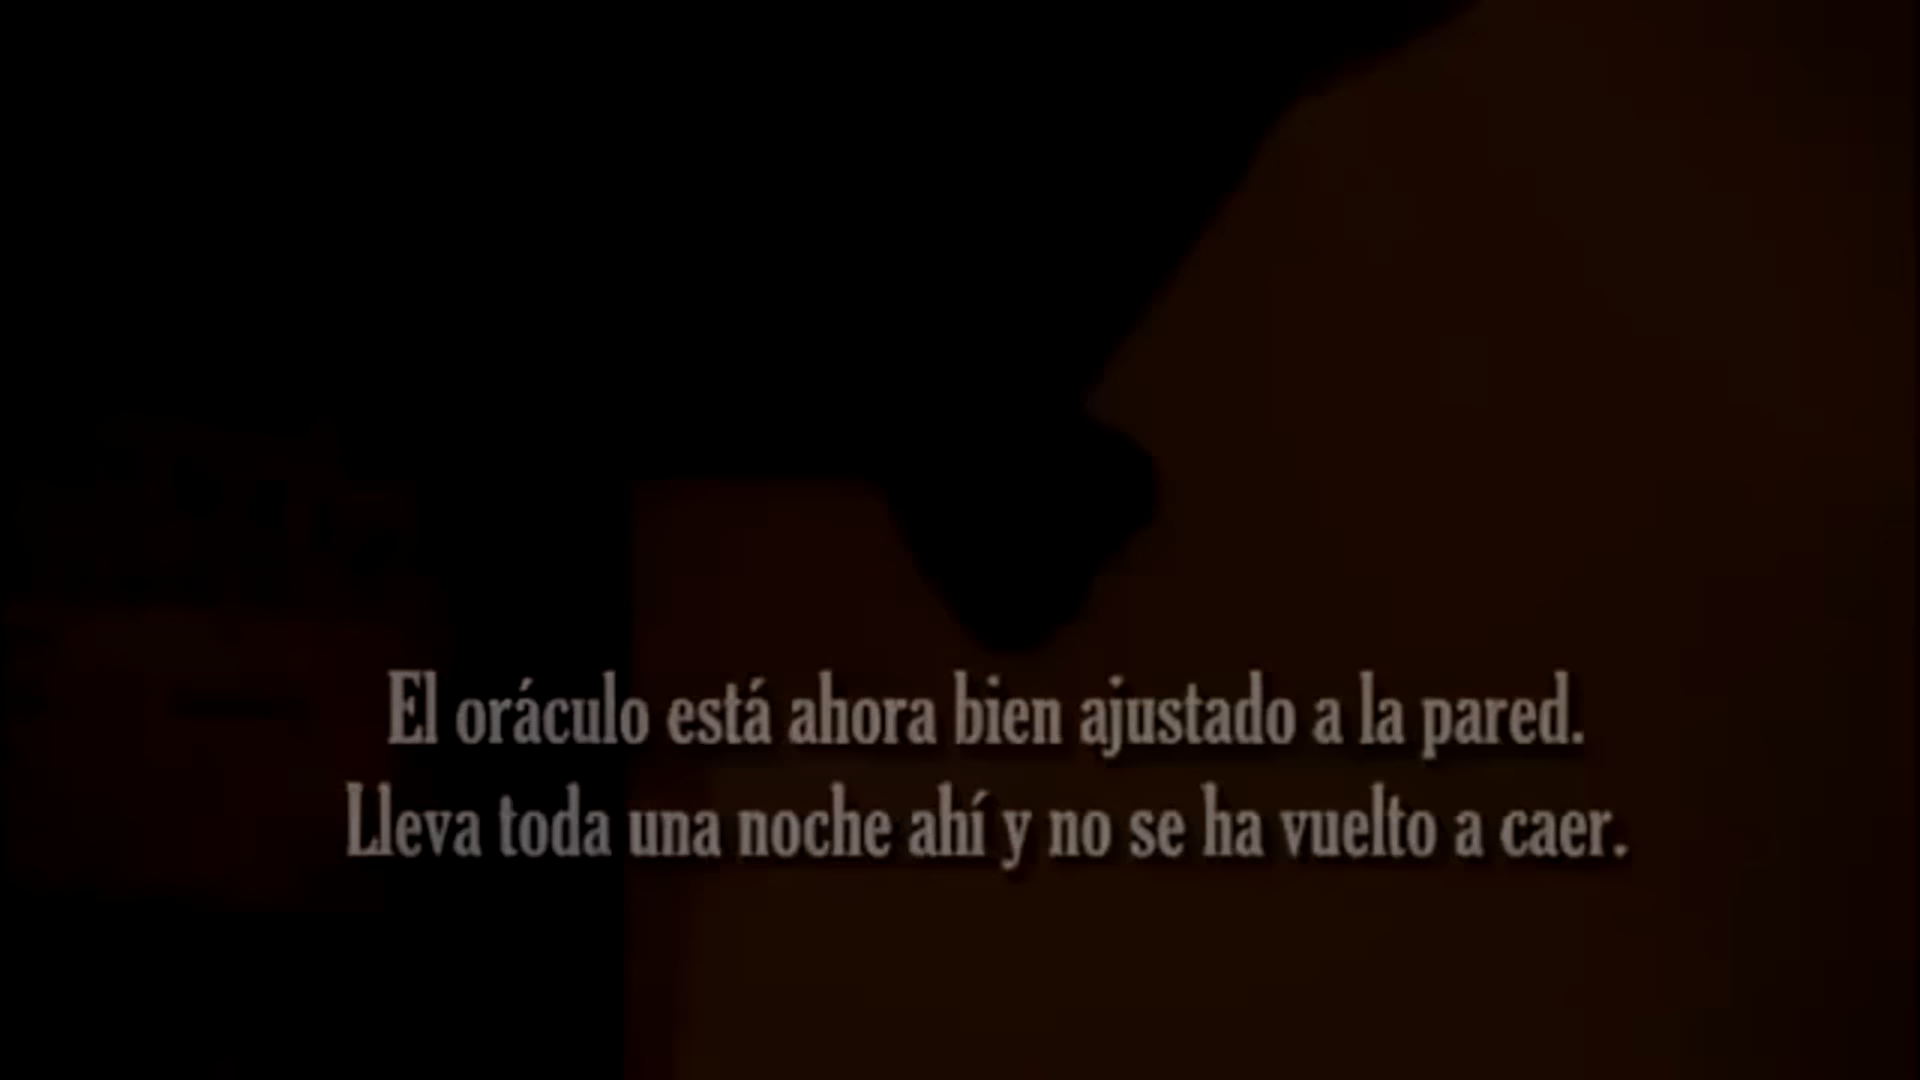 El oráculo está ahora bien ajustado a la pared.
Lleva toda una noche ahí y no se ha vuelto a caer.